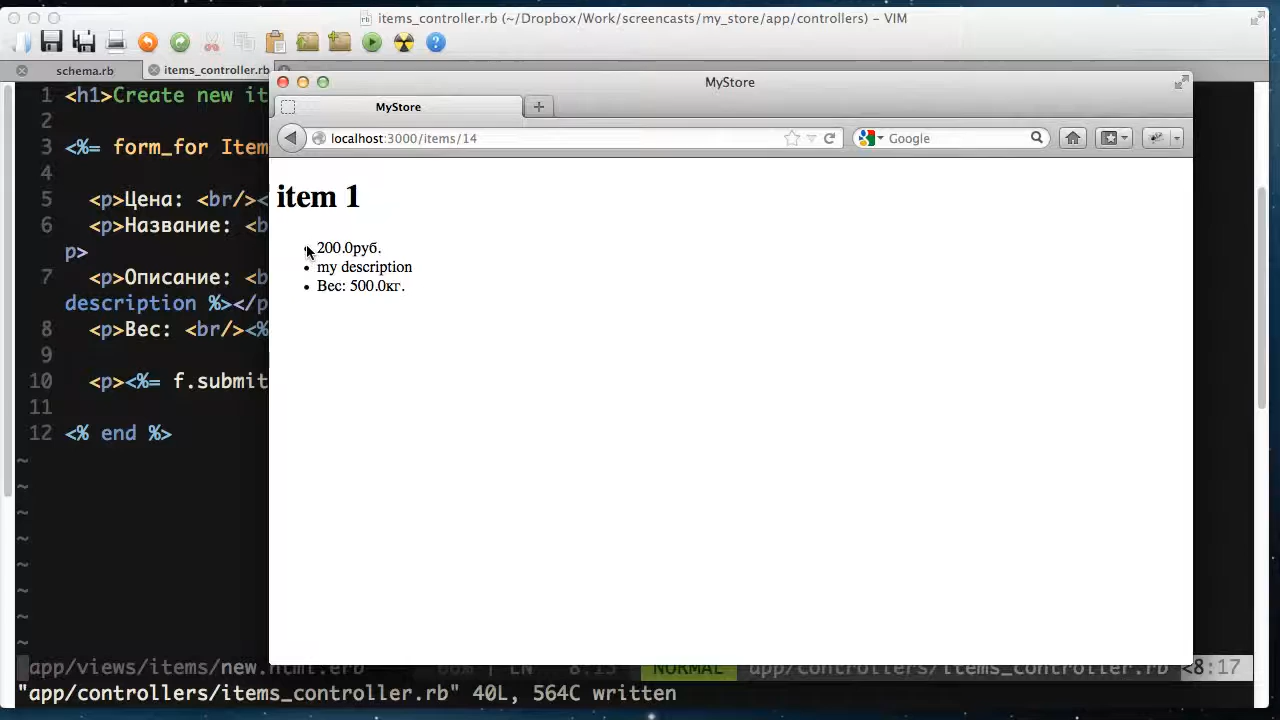 items_controller.rb (~/Dropbox/Work/screencasts/my_store/app/controllers) – VIM
schema.rb
items_controller.rb
MyStore
MyStore
localhost:3000/items/14
Google
item 1
• 200.0руб.
• my description
• Вес: 500.0кг.
1 <h1>Create new it
2
3 <%= form_for Item
4
5 <p>Цена: <br/><
6 <p>Название: <b
p>
7 <p>Описание: <b
description %></p
8 <p>Вес: <br/><%
9
10 <p><%= f.submit
11
12 <% end %>
~
~
~
~
~
~
~
~
app/views/items/new.html.erb NORMAL app/controllers/items_controller.rb <8:17
"app/controllers/items_controller.rb" 40L, 564C written